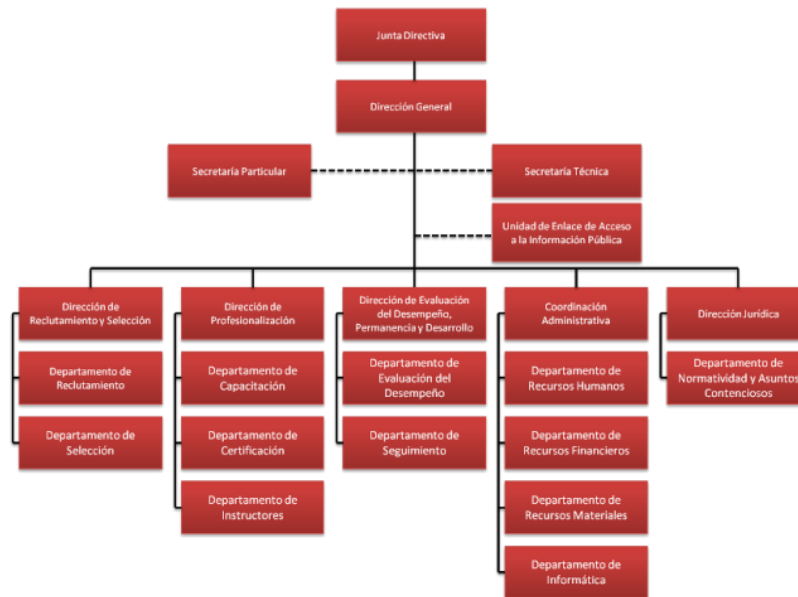 Junta Directiva
Dirección General
Secretaría Particular
Secretaría Técnica
Unidad de Enlace de Acceso
a la Información Pública
Dirección de
Reclutamiento y Selección
Dirección de
Profesionalización
Dirección de Evaluación
del Desempeño,
Permanencia y Desarrollo
Coordinación
Administrativa
Dirección Jurídica
Departamento de
Reclutamiento
Departamento de
Capacitación
Departamento de
Evaluación del
Desempeño
Departamento de
Recursos Humanos
Departamento de
Normatividad y Asuntos
Contenciosos
Departamento de
Selección
Departamento de
Certificación
Departamento de
Seguimiento
Departamento de
Recursos Financieros
Departamento de
Instructores
Departamento de
Recursos Materiales
Departamento de
Informática